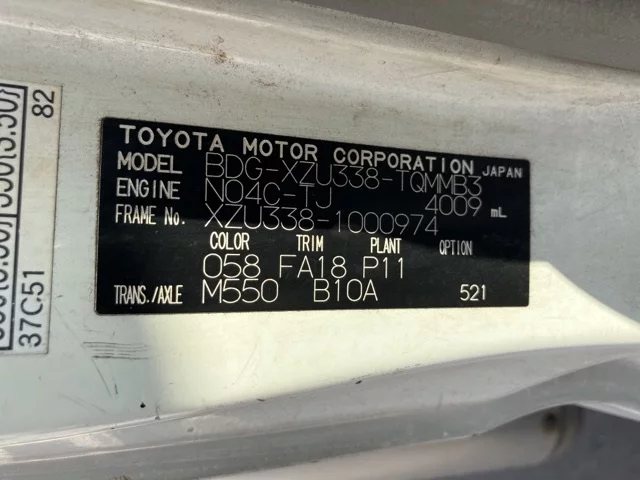 TOYOTA MOTOR CORPORATION JAPAN
MODEL BDG-XZU338-TQMMB3
ENGINE N04C-TJ 4009 mL
FRAME No. XZU338-1000974
COLOR TRIM PLANT OPTION
058 FA18 P11
TRANS./AXLE M550 B10A 521
82
37C51